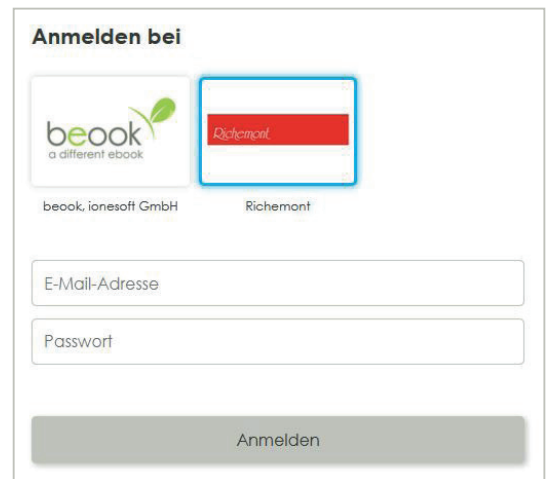 Anmelden bei
beook
a different ebook
Richemont
beook, ionesoft GmbH
Richemont
E-Mail-Adresse
Passwort
Anmelden